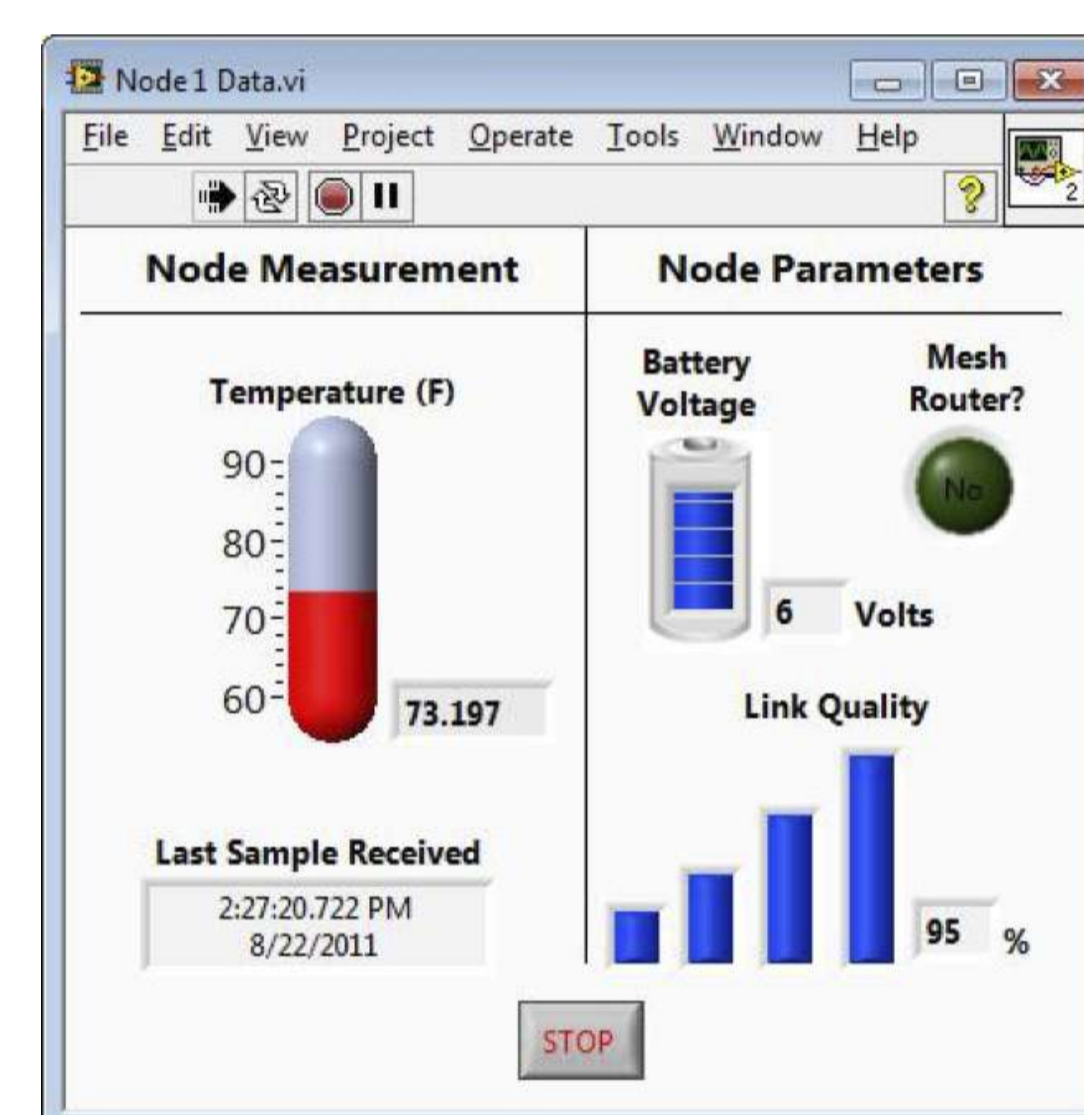 Node 1 Data.vi
File Edit View Project Operate Tools Window Help
2
Node Measurement
Node Parameters
Temperature (F)
90
80
70
60
73.197
Last Sample Received
2:27:20.722 PM
8/22/2011
Battery
Voltage
6 Volts
Mesh
Router?
No
Link Quality
95 %
STOP